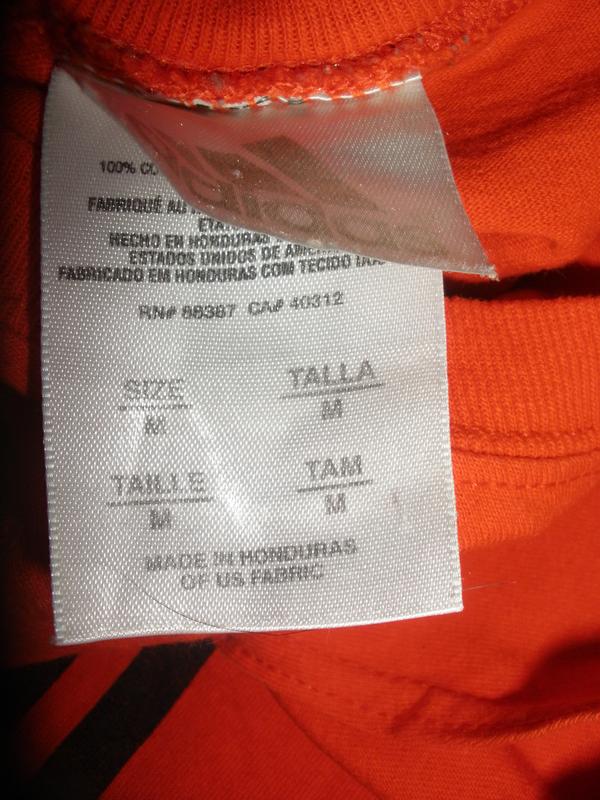 adidas
100%
FABRIQUÉ AU
HECHO EN HONDURAS
ESTADOS UNIDOS DE
FABRICADO EM HONDURAS COM TECIDO
RN# 88387 CA# 40312
SIZE TALLA
M M
TAILLE TAM
M M
MADE IN HONDURAS
OF US FABRIC